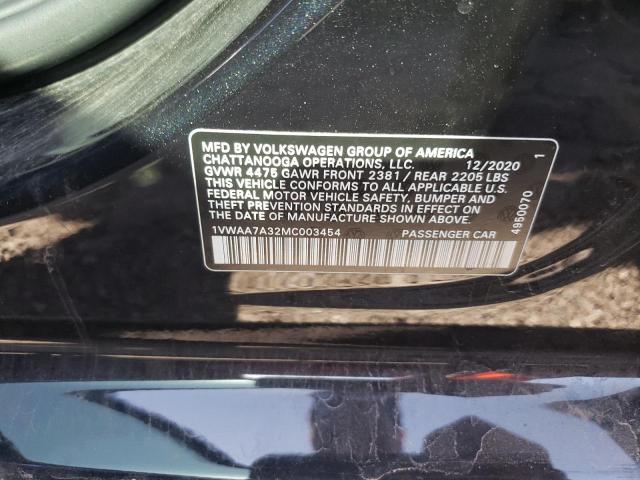 MFD BY VOLKSWAGEN GROUP OF AMERICA
CHATTANOOGA OPERATIONS, LLC. 12/2020 1
GVWR 4475 GAWR FRONT 2381 / REAR 2205 LBS
THIS VEHICLE CONFORMS TO ALL APPLICABLE U.S.
FEDERAL MOTOR VEHICLE SAFETY, BUMPER AND
THEFT PREVENTION STANDARDS IN EFFECT ON
THE DATE OF MANUFACTURE SHOWN ABOVE.
1VWAA7A32MC003454 PASSENGER CAR
4950070